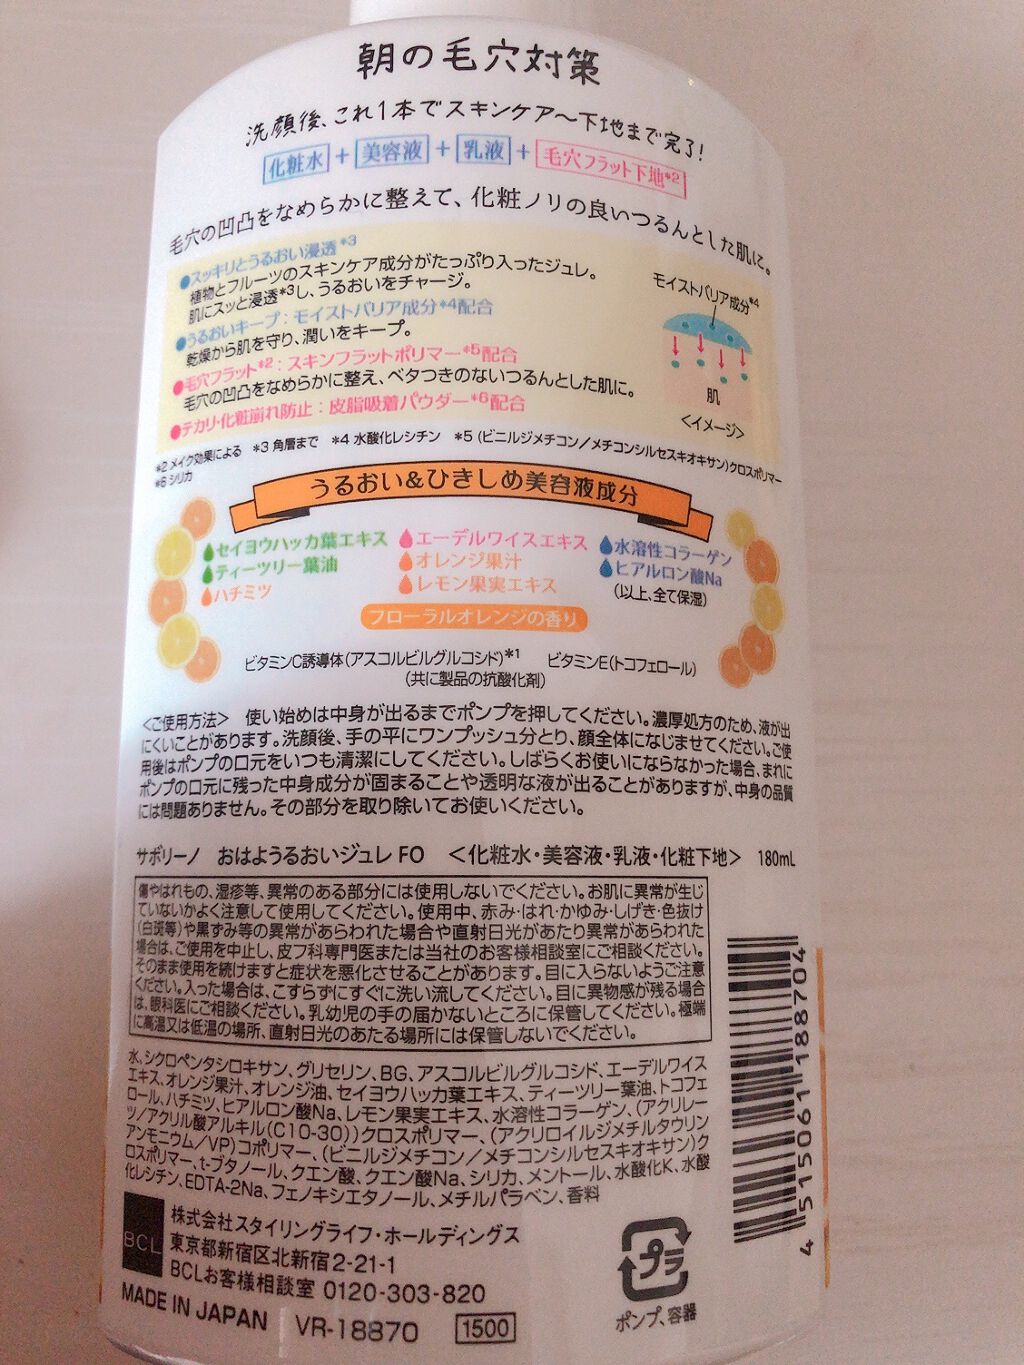 朝の毛穴対策
洗顔後、これ1本でスキンケア〜下地まで完了!
化粧水+美容液+乳液+毛穴フラット下地*2
毛穴の凹凸をなめらかに整えて、化粧ノリの良いつるんとした肌に。
●スッキリとうるおい浸透*3
植物とフルーツのスキンケア成分がたっぷり入ったジュレ。
肌にスッと浸透*3し、うるおいをチャージ。
●うるおいキープ:モイストバリア成分*4配合
乾燥から肌を守り、潤いをキープ。
●毛穴フラット*2:スキンフラットポリマー*5配合
毛穴の凹凸をなめらかに整え、ベタつきのないつるんとした肌に。
●テカリ・化粧崩れ防止:皮脂吸着パウダー*6配合
モイストバリア成分*4
肌
<イメージ>
*2 メイク効果による *3 角層まで *4 水酸化レシチン *5 (ビニルジメチコン/メチコンシルセスキオキサン)クロスポリマー
*6 シリカ
うるおい&ひきしめ美容液成分
セイヨウハッカ葉エキス エーデルワイスエキス 水溶性コラーゲン
ティーツリー葉油 オレンジ果汁 ヒアルロン酸Na
ハチミツ レモン果実エキス (以上、全て保湿)
フローラルオレンジの香り
ビタミンC誘導体(アスコルビルグルコシド)*1 ビタミンE(トコフェロール)
(共に製品の抗酸化剤)
<ご使用方法> 使い始めは中身が出るまでポンプを押してください。濃厚処方のため、液が出
にくいことがあります。洗顔後、手の平にワンプッシュ分とり、顔全体になじませてください。ご使
用後はポンプの口元をいつも清潔にしてください。しばらくお使いにならなかった場合、まれに
ポンプの口元に残った中身成分が固まることや透明な液が出ることがありますが、中身の品質
には問題ありません。その部分を取り除いてお使いください。
サボリーノ おはようるおいジュレ FO <化粧水・美容液・乳液・化粧下地> 180mL
傷やはれもの、湿疹等、異常のある部分には使用しないでください。お肌に異常が生じ
ていないかよく注意して使用してください。使用中、赤み・はれ・かゆみ・しげき・色抜け
(白斑等)や黒ずみ等の異常があらわれた場合や直射日光があたり異常があらわれた
場合は、ご使用を中止し、皮フ科専門医または当社のお客様相談室にご相談ください。
そのまま使用を続けますと症状を悪化させることがあります。目に入らないようご注意
ください。入った場合は、こすらずにすぐに洗い流してください。目に異物感が残る場合
は、眼科医にご相談ください。乳幼児の手の届かないところに保管してください。極端
に高温又は低温の場所、直射日光のあたる場所には保管しないでください。
水、シクロペンタシロキサン、グリセリン、BG、アスコルビルグルコシド、エーデルワイス
エキス、オレンジ果汁、オレンジ油、セイヨウハッカ葉エキス、ティーツリー葉油、トコフェ
ロール、ハチミツ、ヒアルロン酸Na、レモン果実エキス、水溶性コラーゲン、(アクリレー
ツ/アクリル酸アルキル(C10-30))クロスポリマー、(アクリロイルジメチルタウリン
アンモニウム/VP)コポリマー、(ビニルジメチコン/メチコンシルセスキオキサン)ク
ロスポリマー、t-ブタノール、クエン酸、クエン酸Na、シリカ、メントール、水酸化K、水酸
化レシチン、EDTA-2Na、フェノキシエタノール、メチルパラベン、香料
BCL
株式会社スタイリングライフ・ホールディングス
東京都新宿区北新宿2-21-1
BCLお客様相談室 0120-303-820
MADE IN JAPAN VR-18870 1500
プラ
ポンプ、容器
4 515061 188704